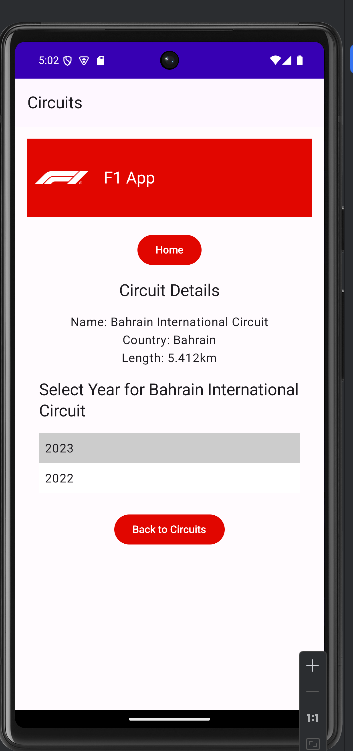 5:02
Circuits
F1 App
Home
Circuit Details
Name: Bahrain International Circuit
Country: Bahrain
Length: 5.412km
Select Year for Bahrain International
Circuit
2023
2022
Back to Circuits
1:1